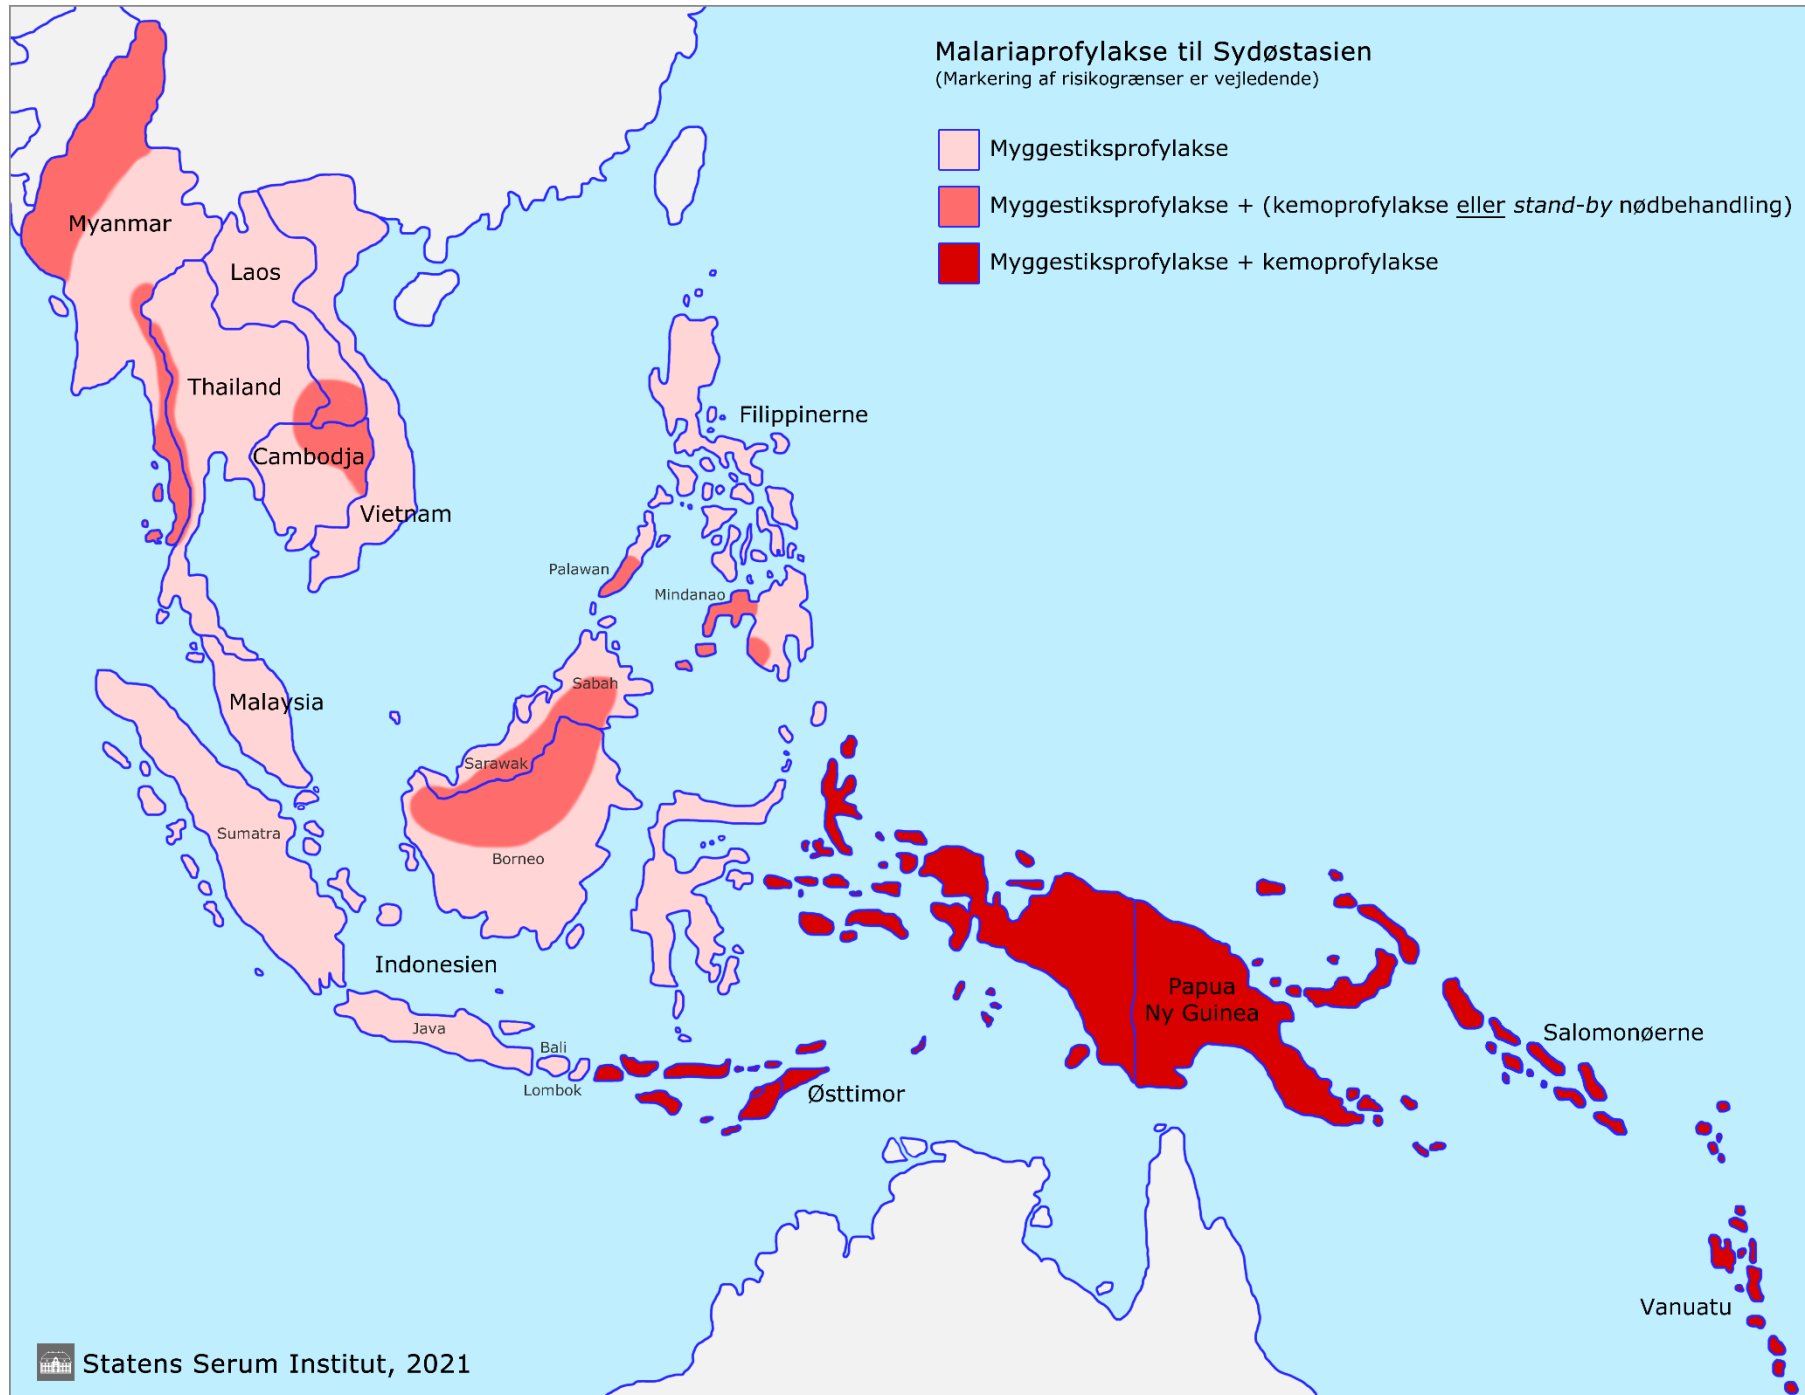 Malariaprofylakse til Sydøstasien
(Markering af risikogrænser er vejledende)
Myggestiksprofylakse
Myggestiksprofylakse + (kemoprofylakse eller stand-by nødbehandling)
Myggestiksprofylakse + kemoprofylakse
Myanmar
Laos
Thailand
Filippinerne
Cambodja
Vietnam
Palawan
Mindanao
Sabah
Malaysia
Sarawak
Sumatra
Borneo
Indonesien
Papua
Ny Guinea
Java
Salomonøerne
Bali
Lombok
Østtimor
Vanuatu
Statens Serum Institut, 2021